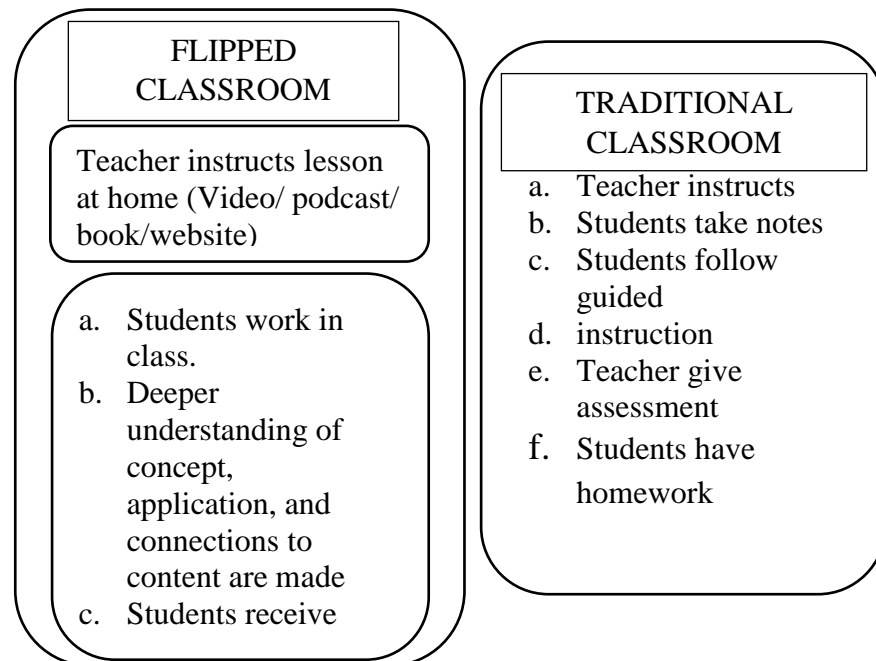 FLIPPED
CLASSROOM
Teacher instructs lesson
at home (Video/ podcast/
book/website)
a. Students work in
class.
b. Deeper
understanding of
concept,
application, and
connections to
content are made
c. Students receive
TRADITIONAL
CLASSROOM
a. Teacher instructs
b. Students take notes
c. Students follow
guided
d. instruction
e. Teacher give
assessment
f. Students have
homework